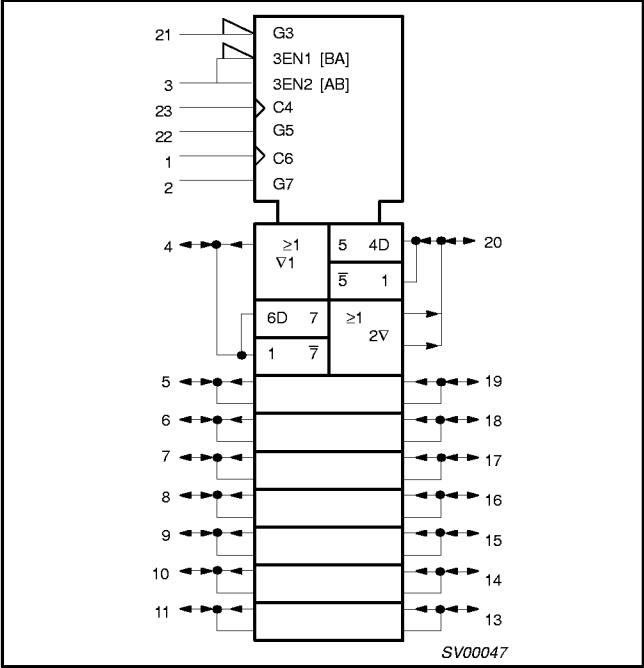 21 G3
3EN1 [BA]
3 3EN2 [AB]
23 C4
22 G5
1 C6
2 G7
4 ≥1 5 4D 20
∇1
5̅ 1
6D 7 ≥1
2∇
1 7̅
5 19
6 18
7 17
8 16
9 15
10 14
11 13
SV00047